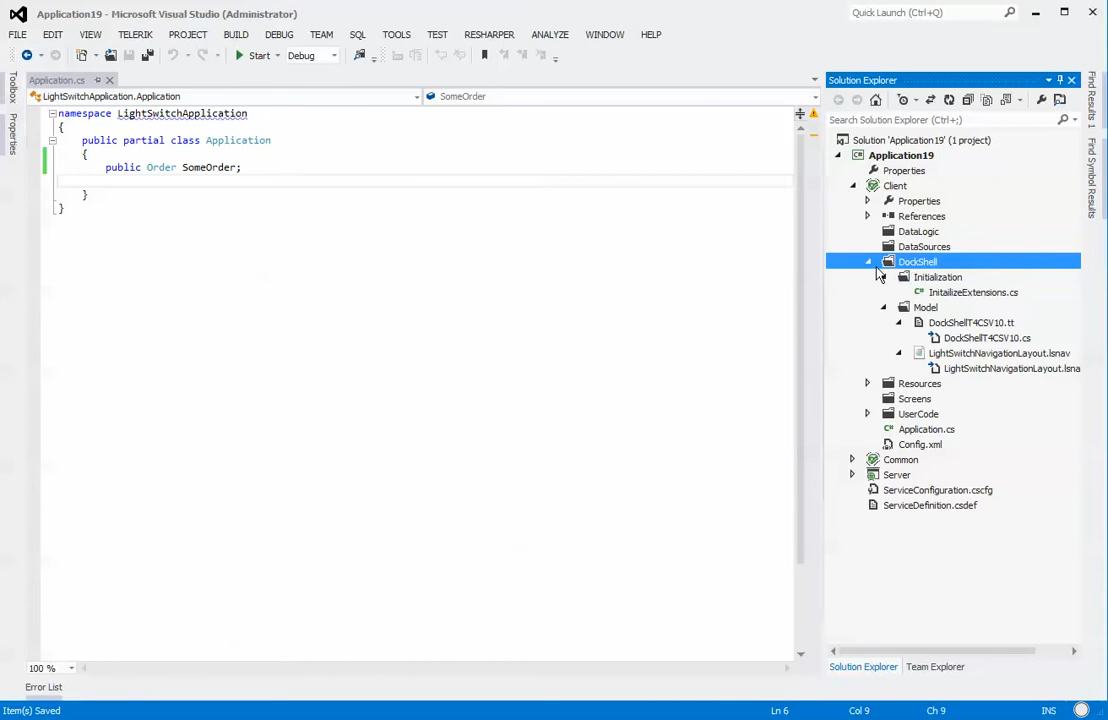 Application19 - Microsoft Visual Studio (Administrator)
Quick Launch (Ctrl+Q)
FILE EDIT VIEW TELERIK PROJECT BUILD DEBUG TEAM SQL TOOLS TEST RESHARPER ANALYZE WINDOW HELP
Start Debug
Toolbox
Properties
Application.cs
LightSwitchApplication.Application
SomeOrder
namespace LightSwitchApplication
{
public partial class Application
{
public Order SomeOrder;
}
}
100 %
Error List
Solution Explorer
Search Solution Explorer (Ctrl+;)
Solution 'Application19' (1 project)
Application19
Properties
Client
Properties
References
DataLogic
DataSources
DockShell
Initialization
InitailizeExtensions.cs
Model
DockShellT4CSV10.tt
DockShellT4CSV10.cs
LightSwitchNavigationLayout.lsnav
LightSwitchNavigationLayout.lsna
Resources
Screens
UserCode
Application.cs
Config.xml
Common
Server
ServiceConfiguration.cscfg
ServiceDefinition.csdef
Solution Explorer Team Explorer
Find Results 1
Find Symbol Results
Item(s) Saved
Ln 6 Col 9 Ch 9 INS